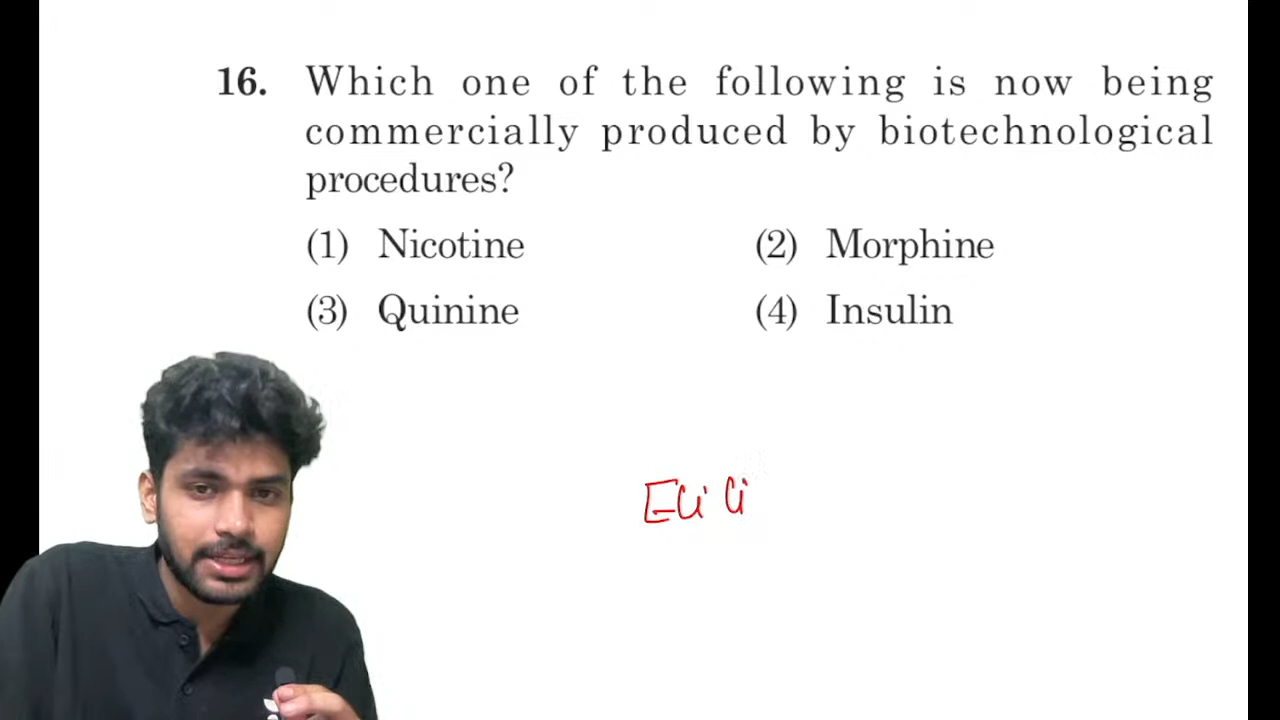 16. Which one of the following is now being
commercially produced by biotechnological
procedures?
(1) Nicotine (2) Morphine
(3) Quinine (4) Insulin